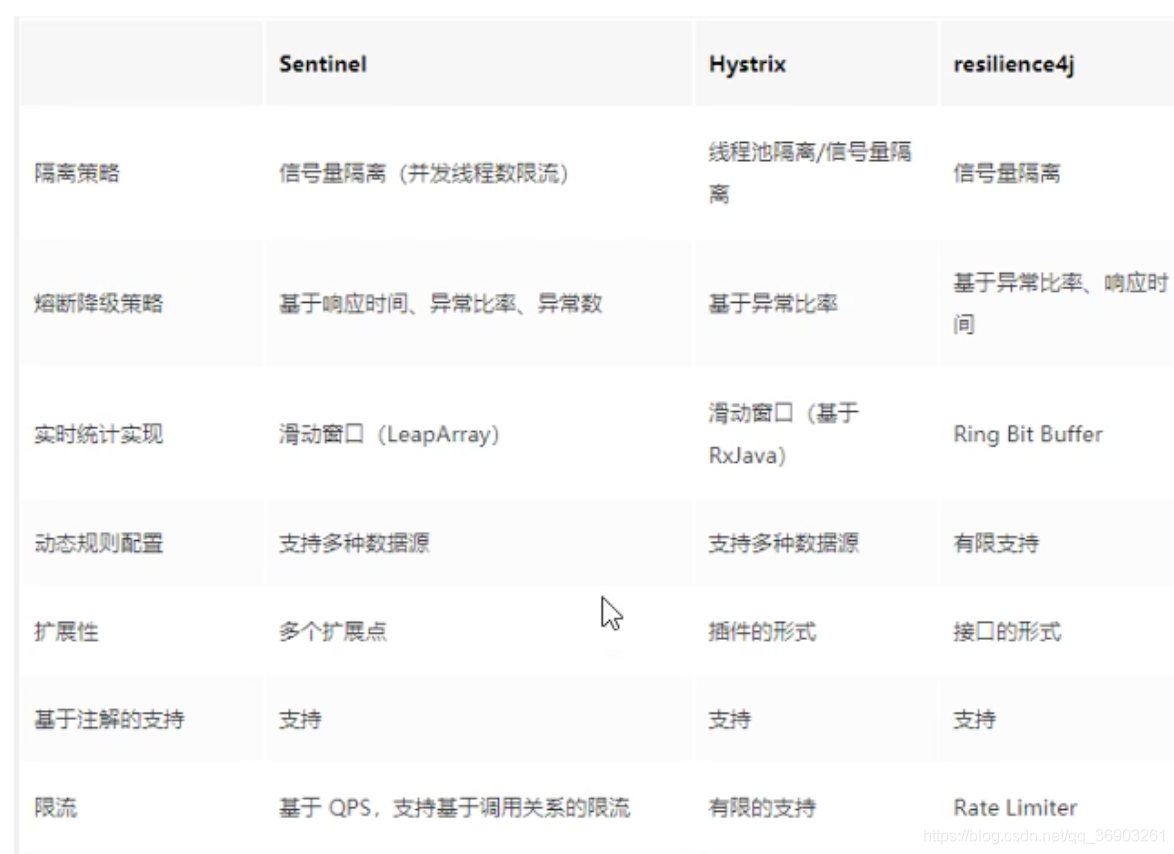 Sentinel Hystrix resilience4j
隔离策略 信号量隔离（并发线程数限流） 线程池隔离/信号量隔 信号量隔离
离
熔断降级策略 基于响应时间、异常比率、异常数 基于异常比率 基于异常比率、响应时
间
实时统计实现 滑动窗口（LeapArray） 滑动窗口（基于 Ring Bit Buffer
RxJava）
动态规则配置 支持多种数据源 支持多种数据源 有限支持
扩展性 多个扩展点 插件的形式 接口的形式
基于注解的支持 支持 支持 支持
限流 基于 QPS，支持基于调用关系的限流 有限的支持 Rate Limiter
https://blog.csdn.net/qq_36903261